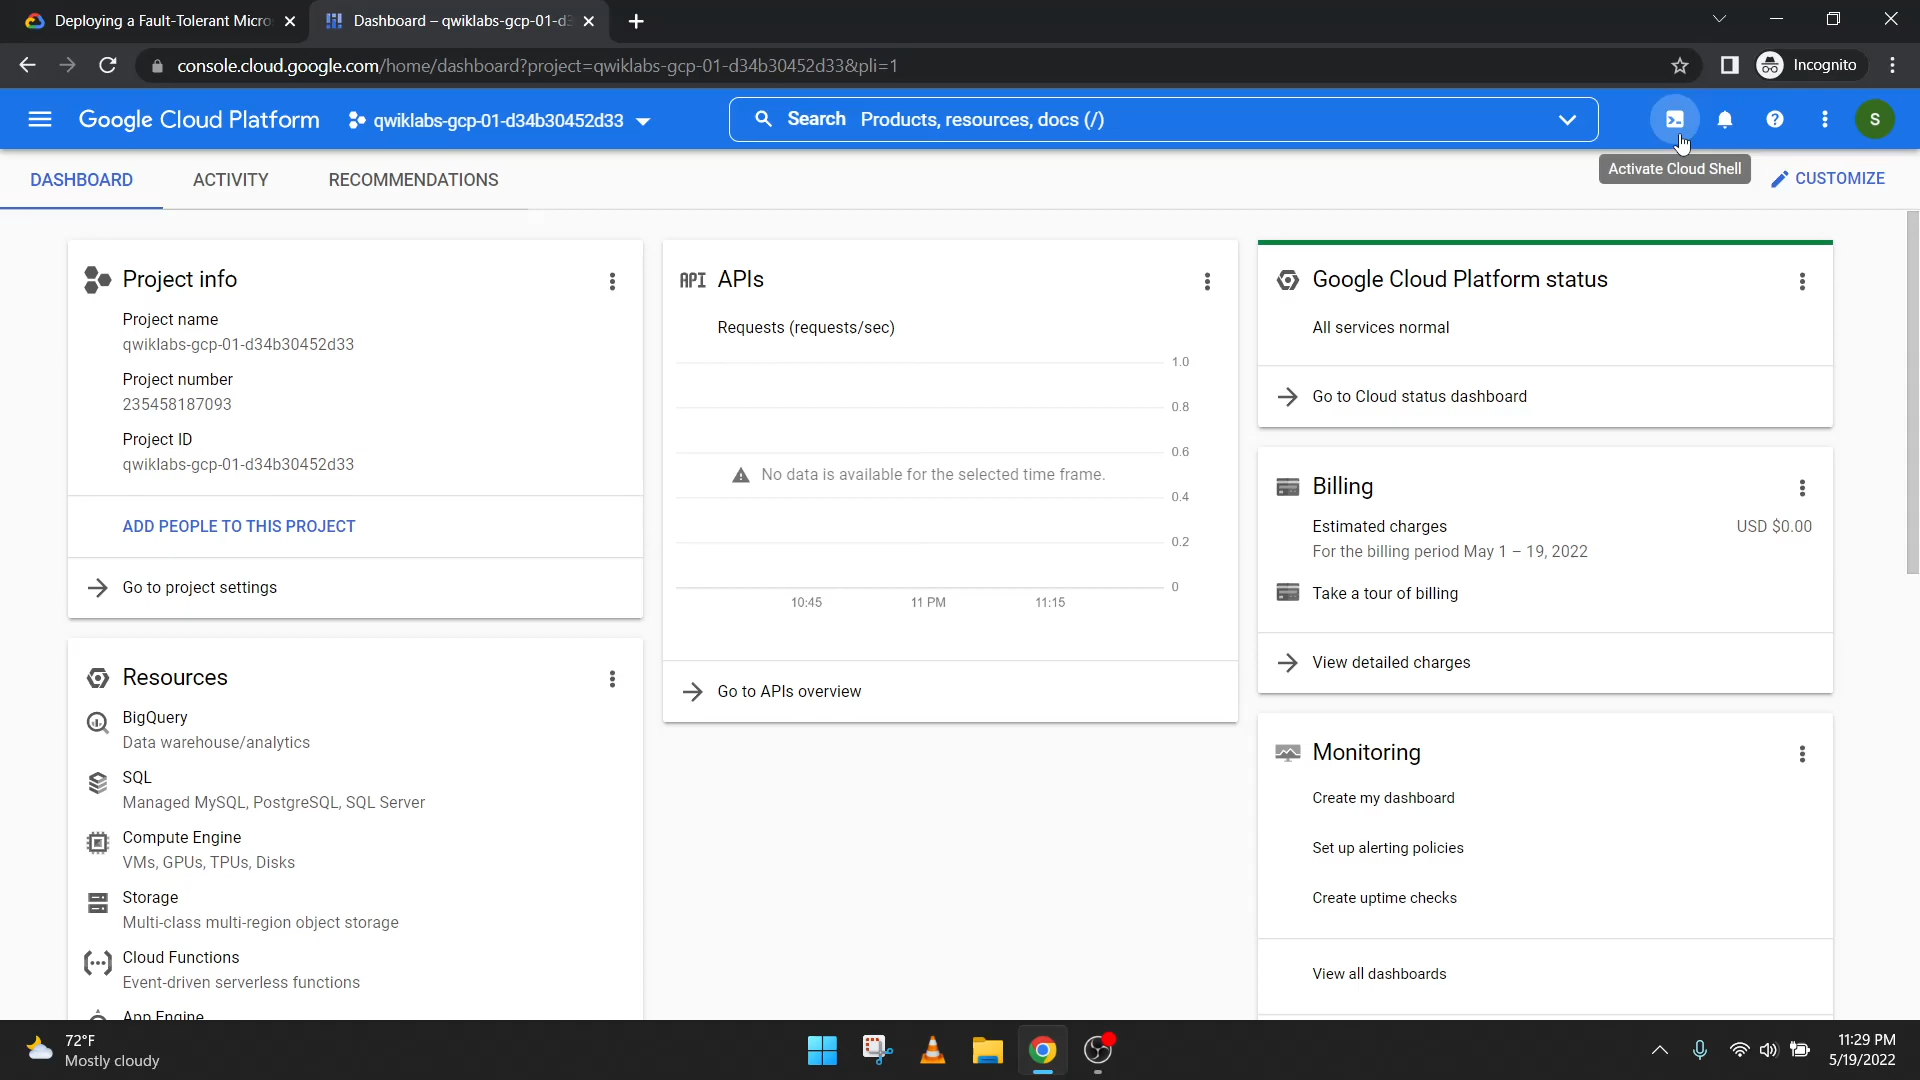 Deploying a Fault-Tolerant Micro
Dashboard – qwiklabs-gcp-01-d3
console.cloud.google.com/home/dashboard?project=qwiklabs-gcp-01-d34b30452d33&pli=1
Incognito
Google Cloud Platform
qwiklabs-gcp-01-d34b30452d33
Search Products, resources, docs (/)
S
Activate Cloud Shell
DASHBOARD
ACTIVITY
RECOMMENDATIONS
CUSTOMIZE
Project info
Project name
qwiklabs-gcp-01-d34b30452d33
Project number
235458187093
Project ID
qwiklabs-gcp-01-d34b30452d33
ADD PEOPLE TO THIS PROJECT
Go to project settings
Resources
BigQuery
Data warehouse/analytics
SQL
Managed MySQL, PostgreSQL, SQL Server
Compute Engine
VMs, GPUs, TPUs, Disks
Storage
Multi-class multi-region object storage
Cloud Functions
Event-driven serverless functions
App Engine
API APIs
Requests (requests/sec)
1.0
0.8
0.6
No data is available for the selected time frame.
0.4
0.2
0
10:45
11 PM
11:15
Go to APIs overview
Google Cloud Platform status
All services normal
Go to Cloud status dashboard
Billing
Estimated charges
USD $0.00
For the billing period May 1 – 19, 2022
Take a tour of billing
View detailed charges
Monitoring
Create my dashboard
Set up alerting policies
Create uptime checks
View all dashboards
72°F
Mostly cloudy
11:29 PM
5/19/2022